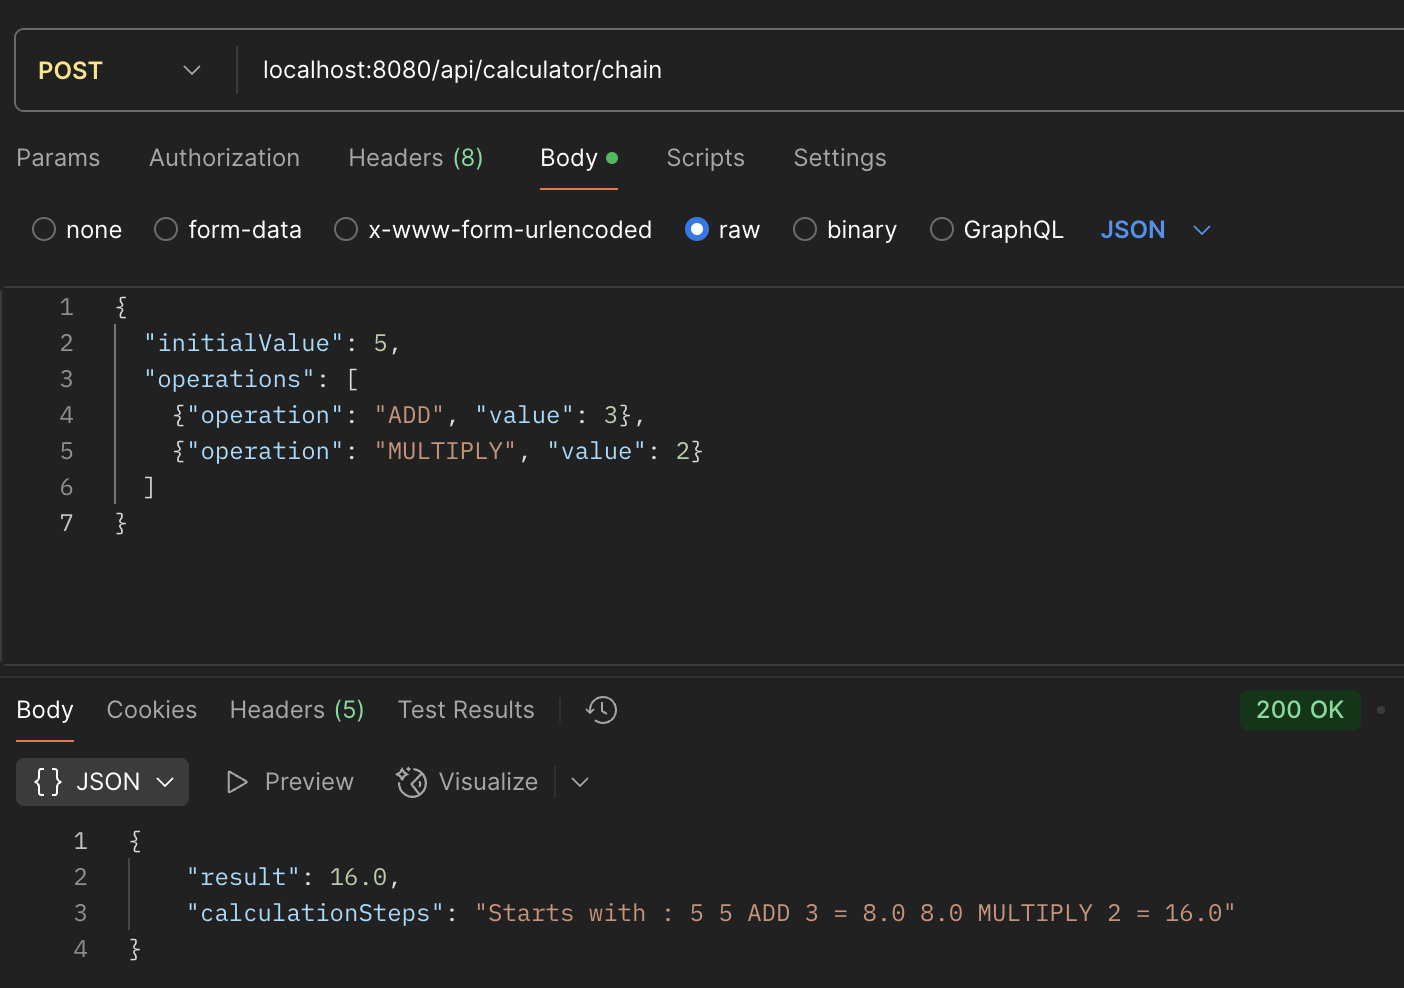 POST localhost:8080/api/calculator/chain
Params Authorization Headers (8) Body Scripts Settings
none form-data x-www-form-urlencoded raw binary GraphQL JSON
1 {
2 "initialValue": 5,
3 "operations": [
4 {"operation": "ADD", "value": 3},
5 {"operation": "MULTIPLY", "value": 2}
6 ]
7 }
Body Cookies Headers (5) Test Results 200 OK
{} JSON Preview Visualize
1 {
2 "result": 16.0,
3 "calculationSteps": "Starts with : 5 5 ADD 3 = 8.0 8.0 MULTIPLY 2 = 16.0"
4 }